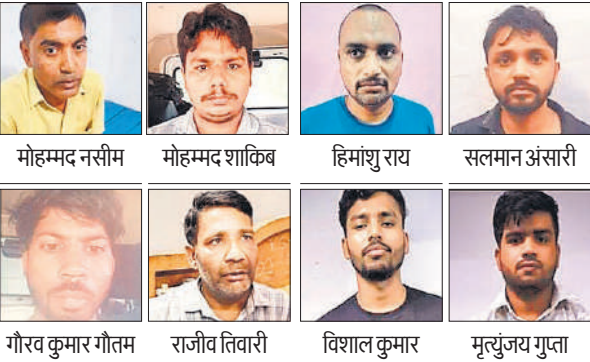 मोहम्मद नसीम मोहम्मद शाकिब हिमांशु राय सलमान अंसारी
गौरव कुमार गौतम राजीव तिवारी विशाल कुमार मृत्युंजय गुप्ता